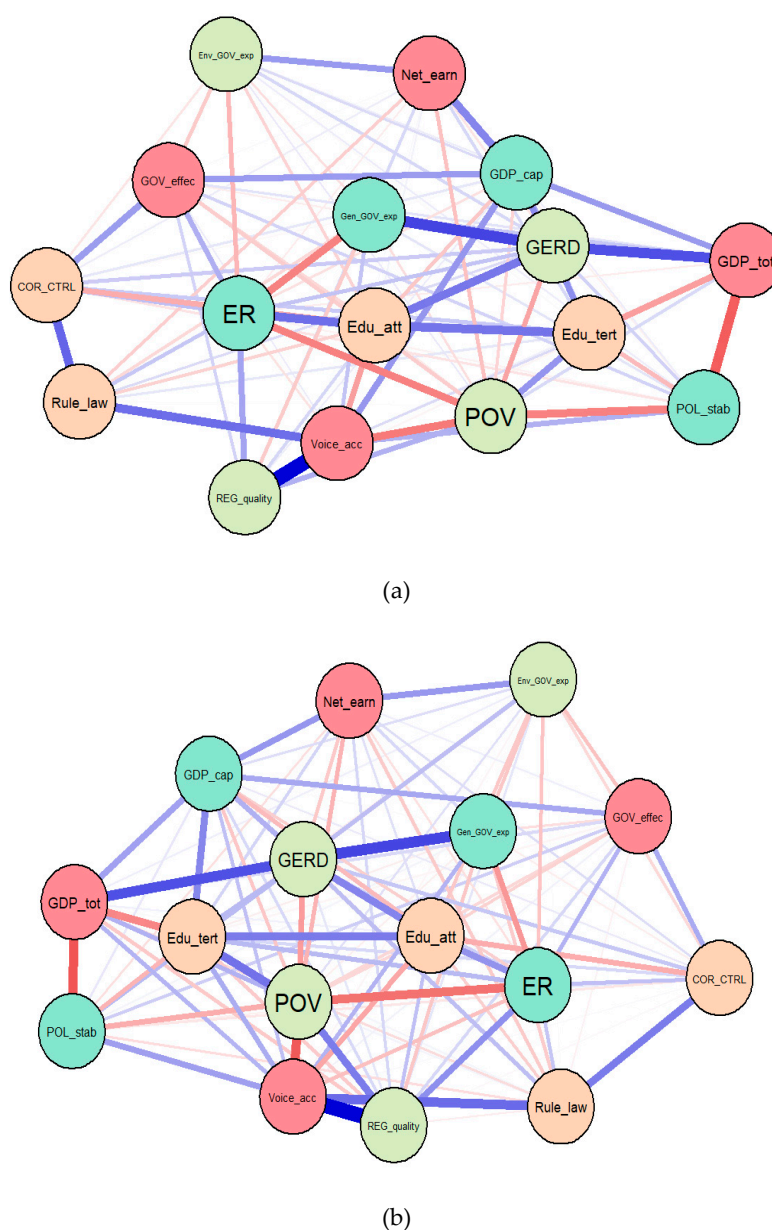 Env_GOV_exp
Net_earn
GOV_effec
GDP_cap
Gen_GOV_exp
GERD
GDP_tot
COR_CTRL
ER
Edu_att
Edu_tert
Rule_law
POL_stab
POV
Voice_acc
REG_quality
(a)
Env_GOV_exp
Net_earn
GDP_cap
GOV_effec
Gen_GOV_exp
GERD
GDP_tot
Edu_tert
Edu_att
COR_CTRL
ER
POV
POL_stab
Voice_acc
Rule_law
REG_quality
(b)